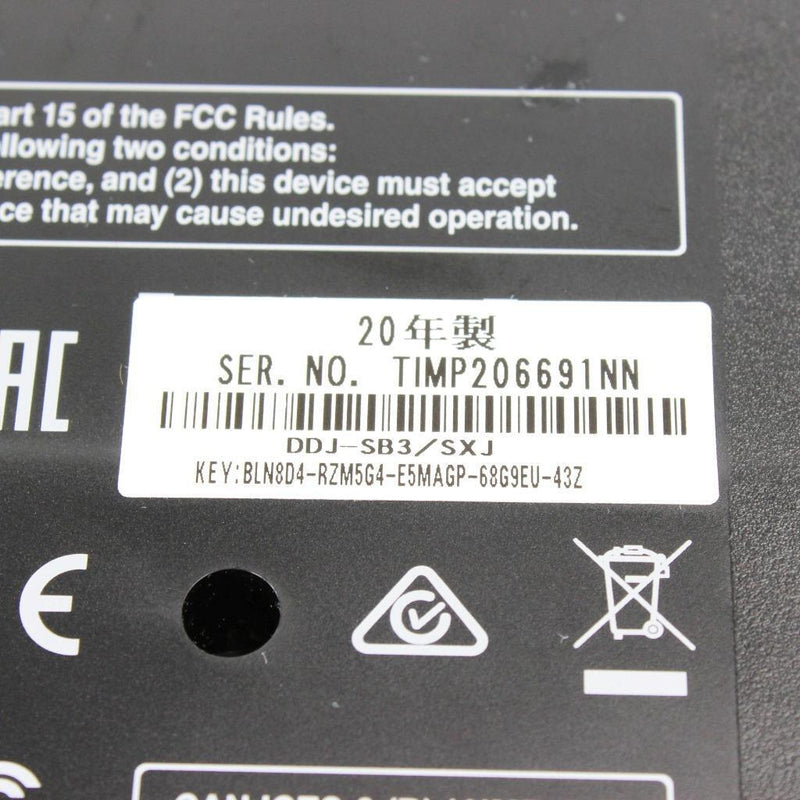 art 15 of the FCC Rules.
llowing two conditions:
erence, and (2) this device must accept
ce that may cause undesired operation.
20年製
SER. NO. TIMP206691NN
DDJ-SB3/SXJ
KEY:BLN8D4-RZM5G4-E5MAGP-68G9EU-43Z